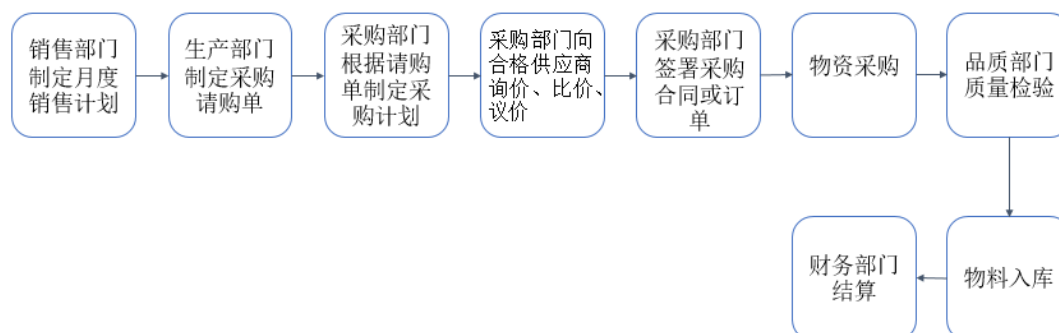 销售部门
制定月度
销售计划
生产部门
制定采购
请购单
采购部门
根据请购
单制定采
购计划
采购部门向
合格供应商
询价、比价、
议价
采购部门
签署采购
合同或订
单
物资采购
品质部门
质量检验
物料入库
财务部门
结算